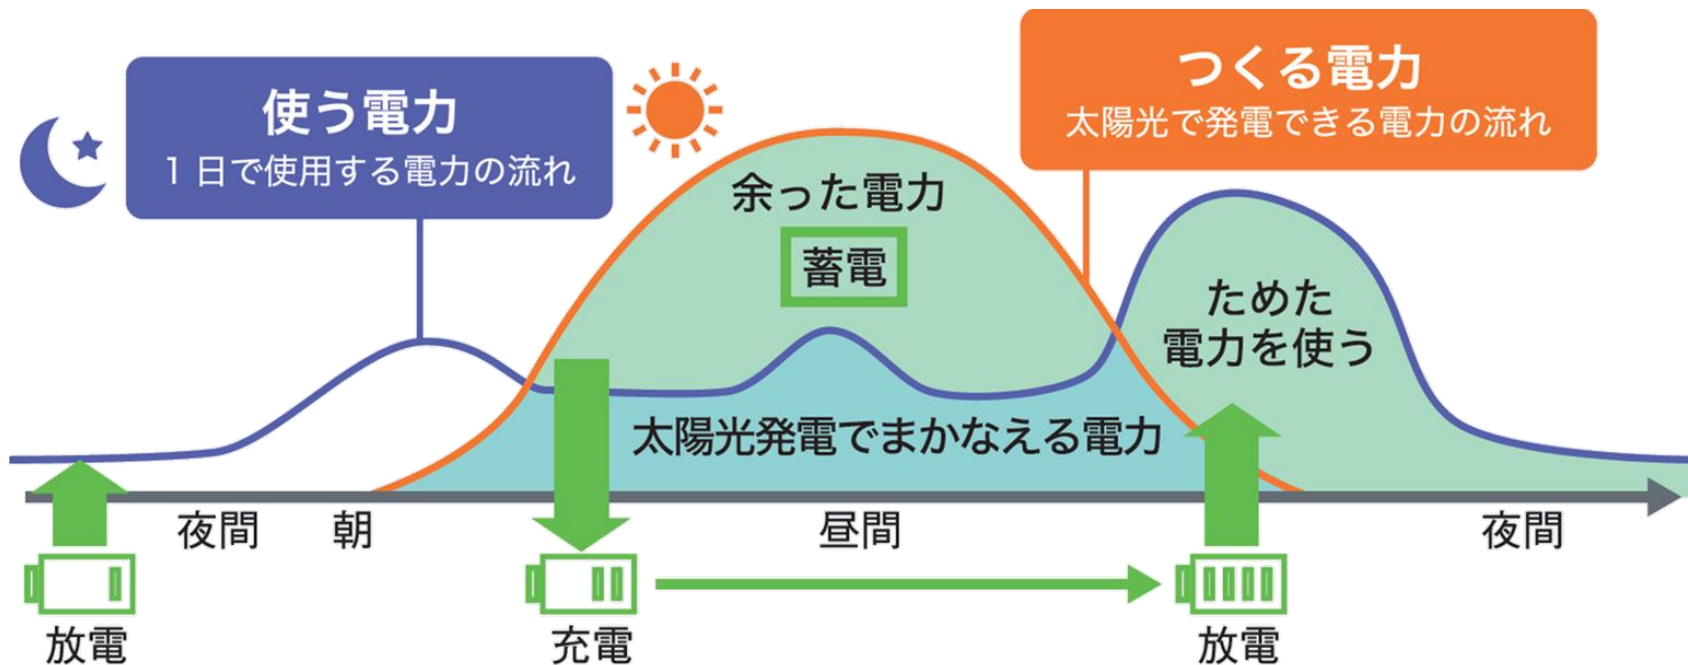 使う電力
1日で使用する電力の流れ
つくる電力
太陽光で発電できる電力の流れ
余った電力
蓄電
ためた
電力を使う
太陽光発電でまかなえる電力
夜間
朝
昼間
夜間
放電
充電
放電